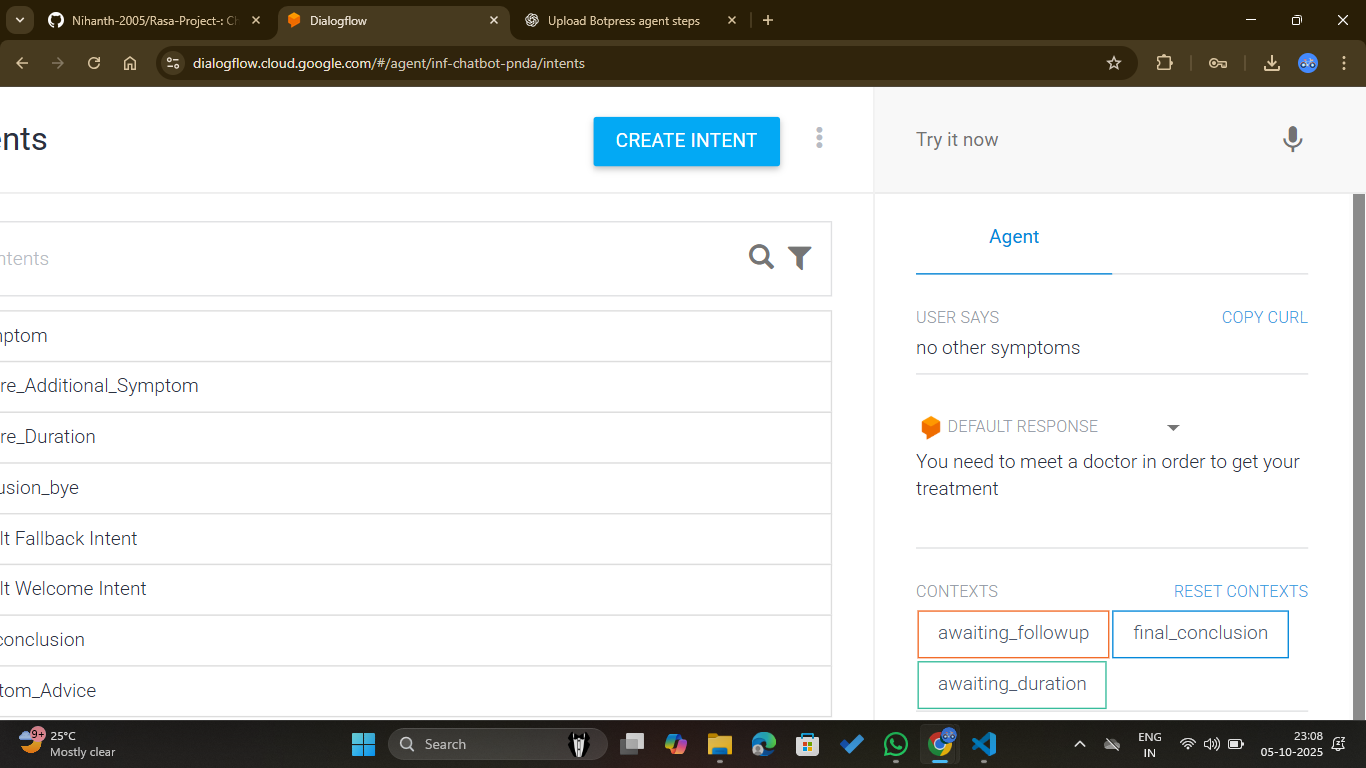 Nihanth-2005/Rasa-Project-: Ch
Dialogflow
Upload Botpress agent steps
dialogflow.cloud.google.com/#/agent/inf-chatbot-pnda/intents
ents
CREATE INTENT
Try it now
ntents
Agent
USER SAYS
COPY CURL
no other symptoms
nptom
re_Additional_Symptom
re_Duration
usion_bye
lt Fallback Intent
lt Welcome Intent
conclusion
tom_Advice
DEFAULT RESPONSE
You need to meet a doctor in order to get your
treatment
CONTEXTS
RESET CONTEXTS
awaiting_followup
final_conclusion
awaiting_duration
9+
25°C
Mostly clear
Search
ENG
IN
23:08
05-10-2025